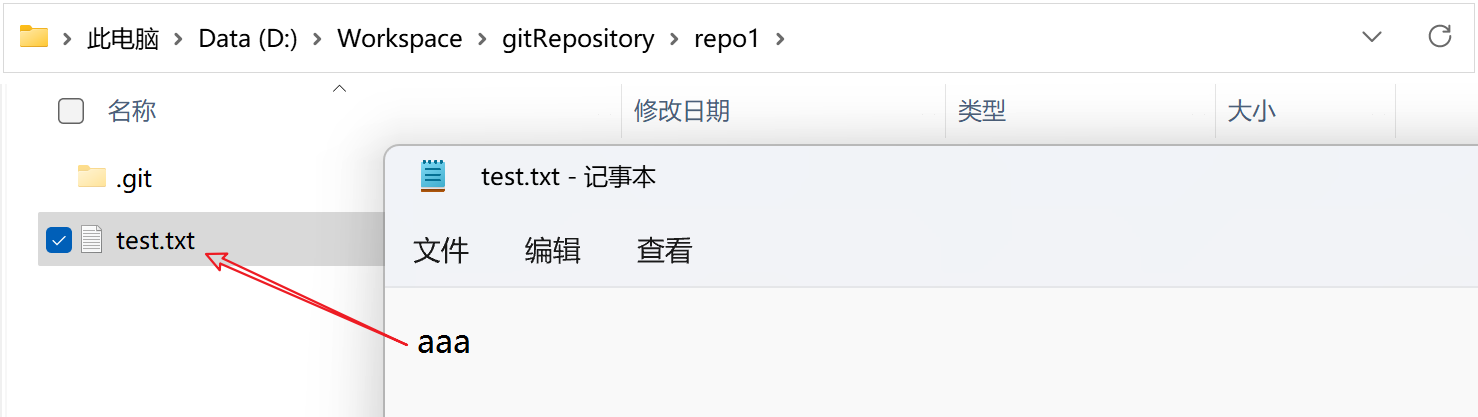 此电脑 > Data (D:) > Workspace > gitRepository > repo1 >
名称 修改日期 类型 大小
.git
test.txt - 记事本
test.txt
文件 编辑 查看
aaa